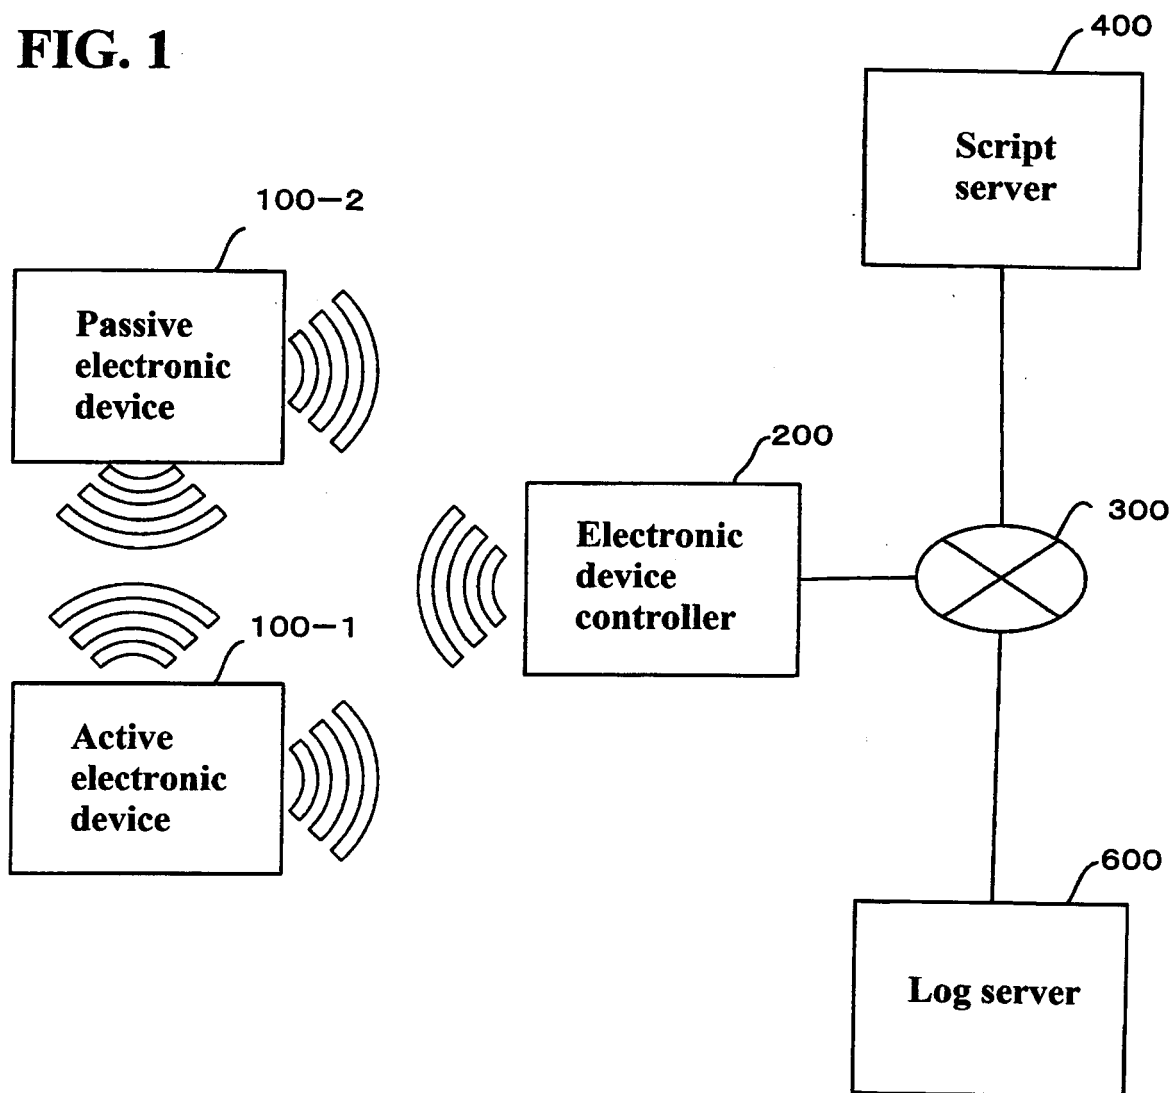 FIG. 1
400
Script
server
100-2
Passive
electronic
device
200
Electronic
device
controller
300
100-1
Active
electronic
device
600
Log server